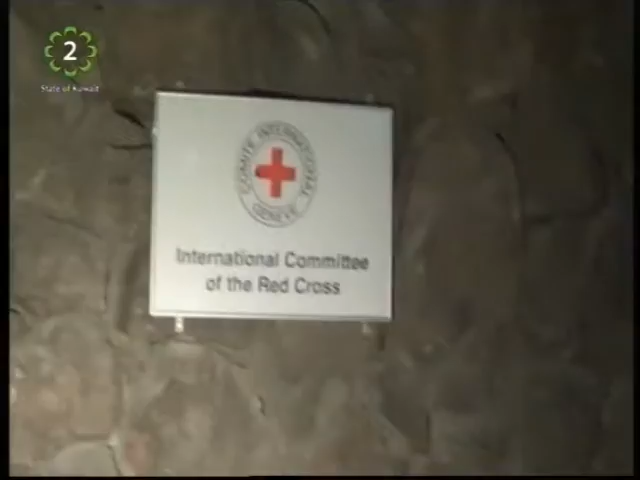 2
State of Kuwait
COMITE INTERNATIONAL
GENEVE
International Committee
of the Red Cross